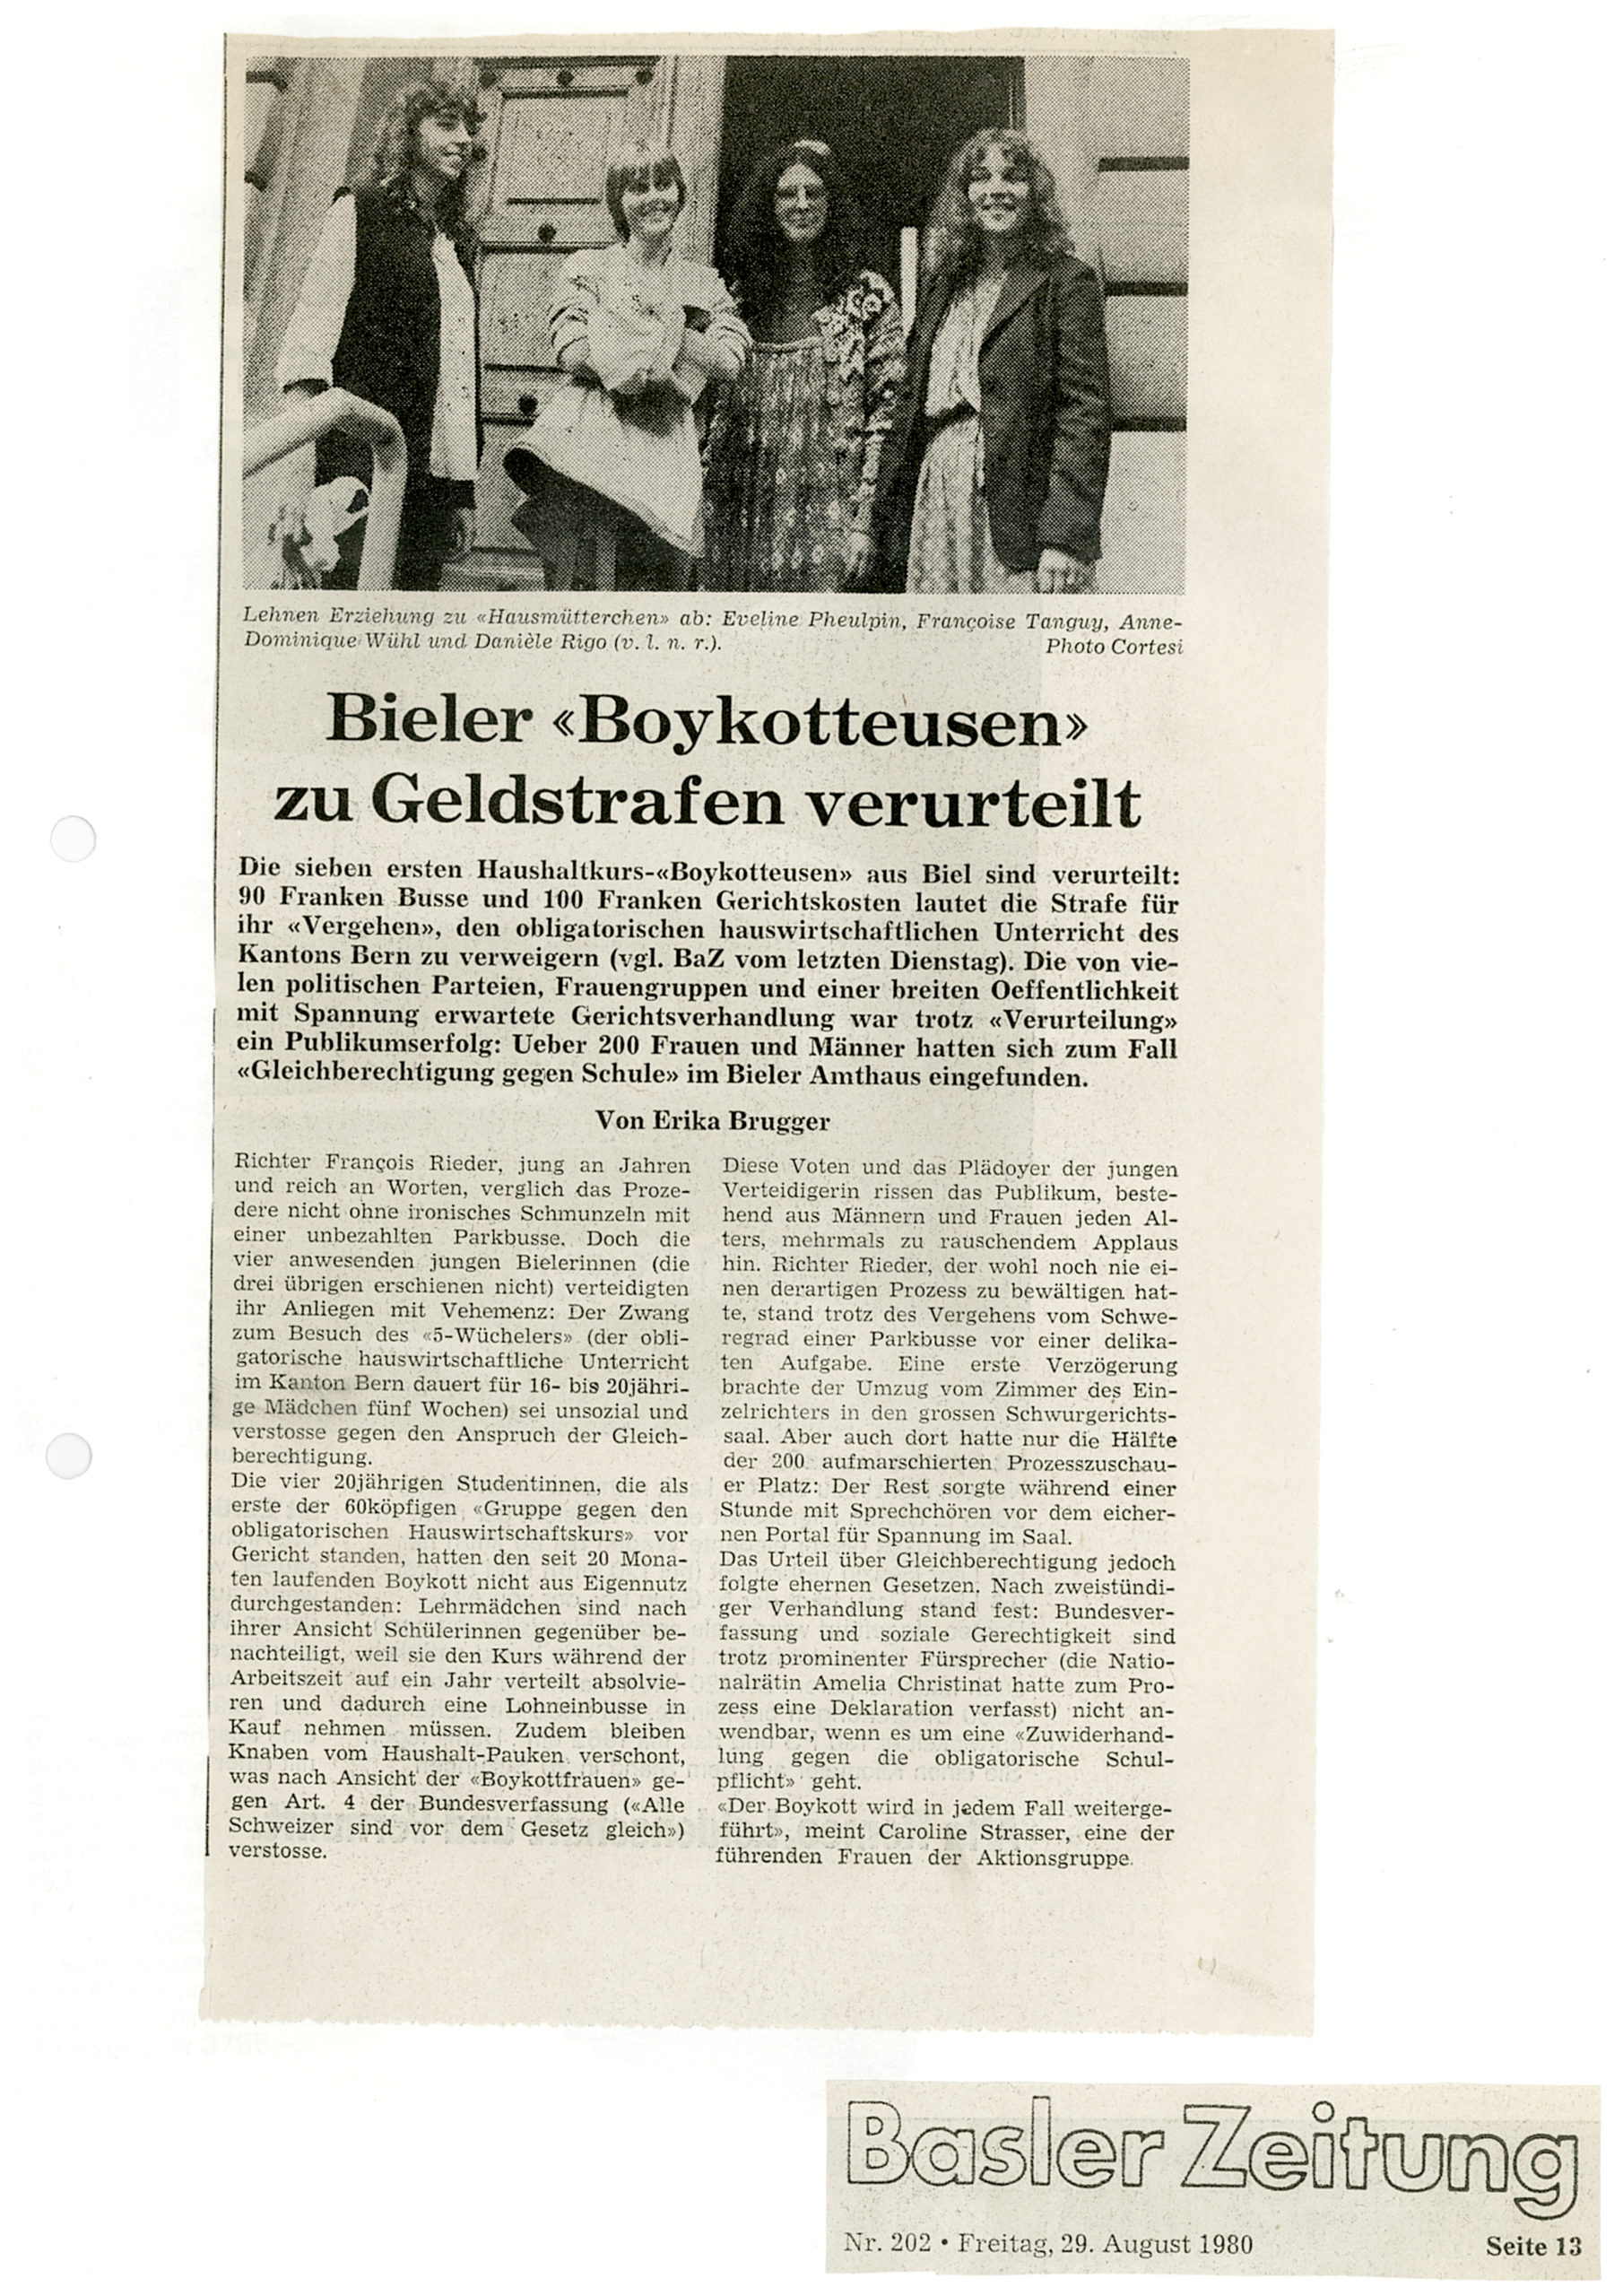 Lehnen Erziehung zu «Hausmütterchen» ab: Eveline Pheulpin, Françoise Tanguy, Anne-
Dominique Wühl und Danièle Rigo (v. l. n. r.).
Photo Cortesi
Bieler «Boykotteusen»
zu Geldstrafen verurteilt
Die sieben ersten Haushaltkurs-«Boykotteusen» aus Biel sind verurteilt:
90 Franken Busse und 100 Franken Gerichtskosten lautet die Strafe für
ihr «Vergehen», den obligatorischen hauswirtschaftlichen Unterricht des
Kantons Bern zu verweigern (vgl. BaZ vom letzten Dienstag). Die von vie-
len politischen Parteien, Frauengruppen und einer breiten Oeffentlichkeit
mit Spannung erwartete Gerichtsverhandlung war trotz «Verurteilung»
ein Publikumserfolg: Ueber 200 Frauen und Männer hatten sich zum Fall
«Gleichberechtigung gegen Schule» im Bieler Amthaus eingefunden.
Von Erika Brugger
Richter François Rieder, jung an Jahren
und reich an Worten, verglich das Proze-
dere nicht ohne ironisches Schmunzeln mit
einer unbezahlten Parkbusse. Doch die
vier anwesenden jungen Bielerinnen (die
drei übrigen erschienen nicht) verteidigten
ihr Anliegen mit Vehemenz: Der Zwang
zum Besuch des «5-Wüchelers» (der obli-
gatorische hauswirtschaftliche Unterricht
im Kanton Bern dauert für 16- bis 20jähri-
ge Mädchen fünf Wochen) sei unsozial und
verstosse gegen den Anspruch der Gleich-
berechtigung.
Die vier 20jährigen Studentinnen, die als
erste der 60köpfigen «Gruppe gegen den
obligatorischen Hauswirtschaftskurs» vor
Gericht standen, hatten den seit 20 Mona-
ten laufenden Boykott nicht aus Eigennutz
durchgestanden: Lehrmädchen sind nach
ihrer Ansicht Schülerinnen gegenüber be-
nachteiligt, weil sie den Kurs während der
Arbeitszeit auf ein Jahr verteilt absolvie-
ren und dadurch eine Lohneinbusse in
Kauf nehmen müssen. Zudem bleiben
Knaben vom Haushalt-Pauken verschont,
was nach Ansicht der «Boykottfrauen» ge-
gen Art. 4 der Bundesverfassung («Alle
Schweizer sind vor dem Gesetz gleich»)
verstosse.
Diese Voten und das Plädoyer der jungen
Verteidigerin rissen das Publikum, beste-
hend aus Männern und Frauen jeden Al-
ters, mehrmals zu rauschendem Applaus
hin. Richter Rieder, der wohl noch nie ei-
nen derartigen Prozess zu bewältigen hat-
te, stand trotz des Vergehens vom Schwe-
regrad einer Parkbusse vor einer delika-
ten Aufgabe. Eine erste Verzögerung
brachte der Umzug vom Zimmer des Ein-
zelrichters in den grossen Schwurgerichts-
saal. Aber auch dort hatte nur die Hälfte
der 200 aufmarschierten Prozesszuschau-
er Platz: Der Rest sorgte während einer
Stunde mit Sprechchören vor dem eicher-
nen Portal für Spannung im Saal.
Das Urteil über Gleichberechtigung jedoch
folgte ehernen Gesetzen. Nach zweistündi-
ger Verhandlung stand fest: Bundesver-
fassung und soziale Gerechtigkeit sind
trotz prominenter Fürsprecher (die Natio-
nalrätin Amelia Christinat hatte zum Pro-
zess eine Deklaration verfasst) nicht an-
wendbar, wenn es um eine «Zuwiderhand-
lung gegen die obligatorische Schul-
pflicht» geht.
«Der Boykott wird in jedem Fall weiterge-
führt», meint Caroline Strasser, eine der
führenden Frauen der Aktionsgruppe.
Basler Zeitung
Nr. 202 • Freitag, 29. August 1980
Seite 13